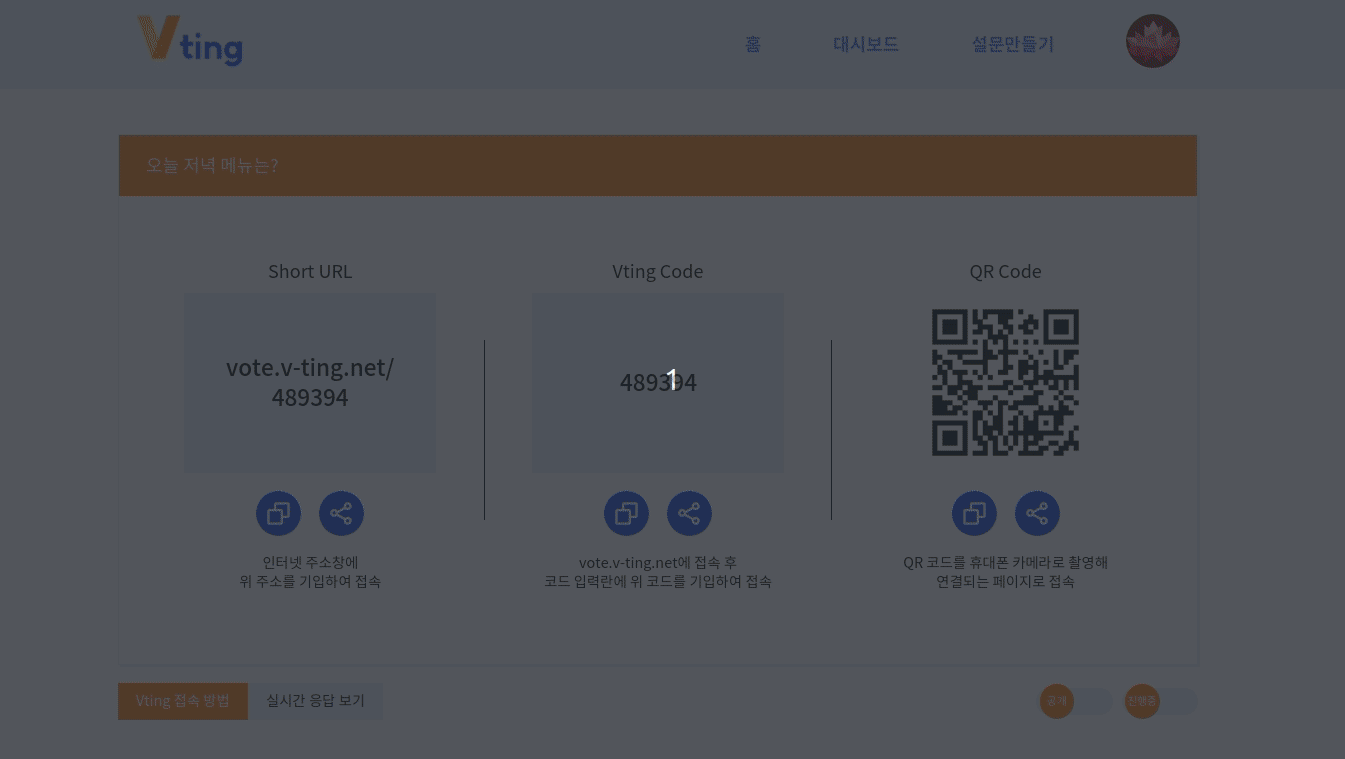 Vting
홈
대시보드
설문만들기
오늘 저녁 메뉴는?
Short URL
vote.v-ting.net/
489394
인터넷 주소창에
위 주소를 기입하여 접속
Vting Code
489394
1
vote.v-ting.net에 접속 후
코드 입력란에 위 코드를 기입하여 접속
QR Code
QR 코드를 휴대폰 카메라로 촬영해
연결되는 페이지로 접속
Vting 접속 방법
실시간 응답 보기
공개
진행중